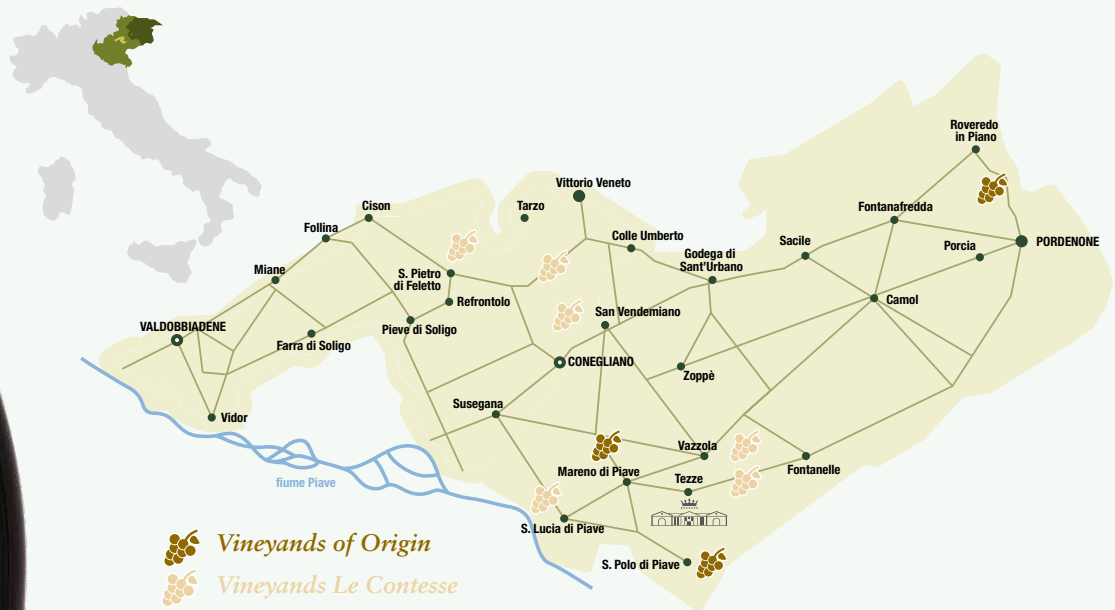 Roveredo
in Piano
Vittorio Veneto
Cison
Tarzo
Fontanafredda
Follina
Colle Umberto
Sacile
PORDENONE
Porcia
Godega di
Sant'Urbano
Miane
S. Pietro
di Feletto
Refrontolo
Camol
San Vendemiano
VALDOBBIADENE
Pieve di Soligo
Farra di Soligo
CONEGLIANO
Zoppè
Susegana
Vidor
Vazzola
Mareno di Piave
Fontanelle
Tezze
fiume Piave
S. Lucia di Piave
S. Polo di Piave
Vineyands of Origin
Vineyands Le Contesse